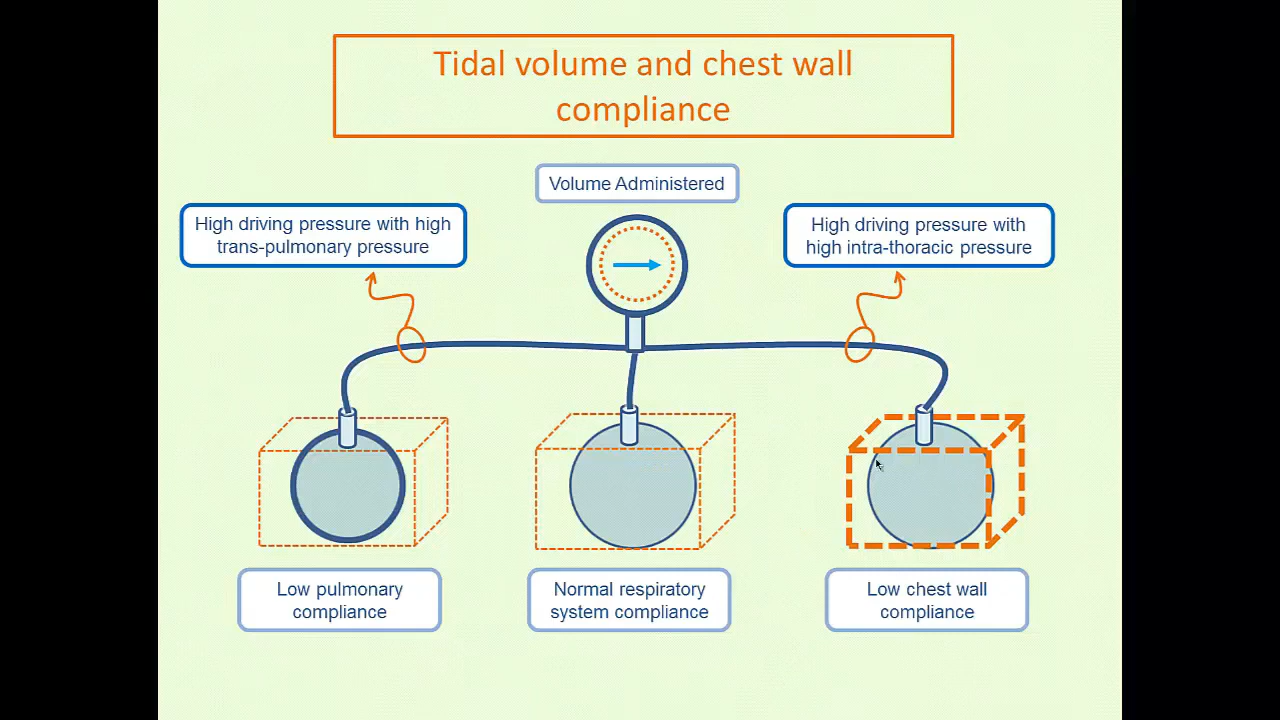 Tidal volume and chest wall
compliance
Volume Administered
High driving pressure with high
trans-pulmonary pressure
High driving pressure with
high intra-thoracic pressure
Low pulmonary
compliance
Normal respiratory
system compliance
Low chest wall
compliance